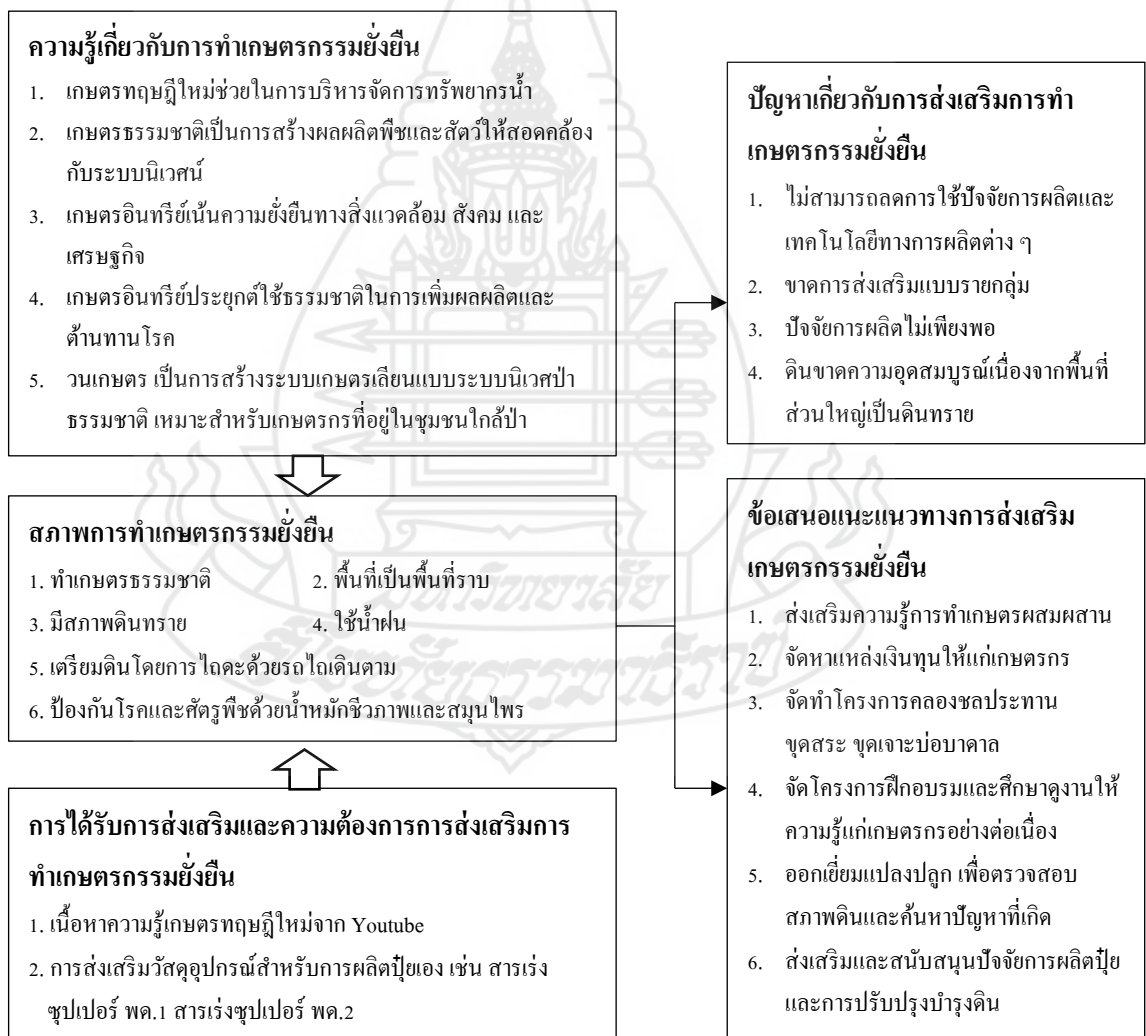 ความรู้เกี่ยวกับการทำเกษตรกรรมยั่งยืน
1. เกษตรทฤษฎีใหม่ช่วยในการบริหารจัดการทรัพยากรน้ำ
2. เกษตรธรรมชาติเป็นการสร้างผลผลิตพืชและสัตว์ให้สอดคล้อง
กับระบบนิเวศน์
3. เกษตรอินทรีย์เน้นความยั่งยืนทางสิ่งแวดล้อม สังคม และ
เศรษฐกิจ
4. เกษตรอินทรีย์ประยุกต์ใช้ธรรมชาติในการเพิ่มผลผลิตและ
ต้านทานโรค
5. วนเกษตร เป็นการสร้างระบบเกษตรเลียนแบบระบบนิเวศป่า
ธรรมชาติ เหมาะสำหรับเกษตรกรที่อยู่ในชุมชนใกล้ป่า
สภาพการทำเกษตรกรรมยั่งยืน
1. ทำเกษตรธรรมชาติ 2. พื้นที่เป็นพื้นที่ราบ
3. มีสภาพดินทราย 4. ใช้น้ำฝน
5. เตรียมดินโดยการไถดะด้วยรถไถเดินตาม
6. ป้องกันโรคและศัตรูพืชด้วยน้ำหมักชีวภาพและสมุนไพร
การได้รับการส่งเสริมและความต้องการการส่งเสริมการ
ทำเกษตรกรรมยั่งยืน
1. เนื้อหาความรู้เกษตรทฤษฎีใหม่จาก Youtube
2. การส่งเสริมวัสดุอุปกรณ์สำหรับการผลิตปุ๋ยเอง เช่น สารเร่ง
ซุปเปอร์ พด.1 สารเร่งซุปเปอร์ พด.2
ปัญหาเกี่ยวกับการส่งเสริมการทำ
เกษตรกรรมยั่งยืน
1. ไม่สามารถลดการใช้ปัจจัยการผลิตและ
เทคโนโลยีทางการผลิตต่าง ๆ
2. ขาดการส่งเสริมแบบรายกลุ่ม
3. ปัจจัยการผลิตไม่เพียงพอ
4. ดินขาดความอุดสมบูรณ์เนื่องจากพื้นที่
ส่วนใหญ่เป็นดินทราย
ข้อเสนอแนะแนวทางการส่งเสริม
เกษตรกรรมยั่งยืน
1. ส่งเสริมความรู้การทำเกษตรผสมผสาน
2. จัดหาแหล่งเงินทุนให้แก่เกษตรกร
3. จัดทำโครงการคลองชลประทาน
ขุดสระ ขุดเจาะบ่อบาดาล
4. จัดโครงการฝึกอบรมและศึกษาดูงานให้
ความรู้แก่เกษตรกรอย่างต่อเนื่อง
5. ออกเยี่ยมแปลงปลูก เพื่อตรวจสอบ
สภาพดินและค้นหาปัญหาที่เกิด
6. ส่งเสริมและสนับสนุนปัจจัยการผลิตปุ๋ย
และการปรับปรุงบำรุงดิน